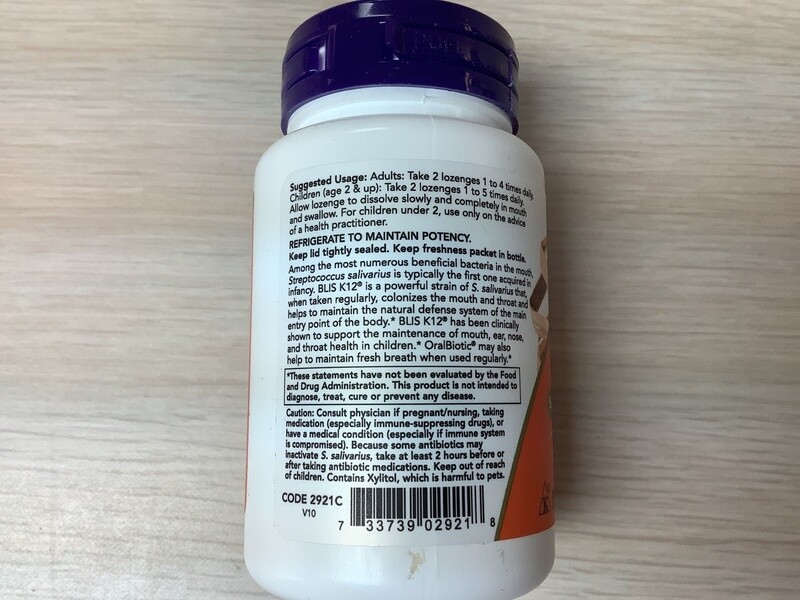 Suggested Usage: Adults: Take 2 lozenges 1 to 4 times daily.
Children (age 2 & up): Take 2 lozenges 1 to 5 times daily.
Allow lozenge to dissolve slowly and completely in mouth
and swallow. For children under 2, use only on the advice
of a health practitioner.
REFRIGERATE TO MAINTAIN POTENCY.
Keep lid tightly sealed. Keep freshness packet in bottle.
Among the most numerous beneficial bacteria in the mouth,
Streptococcus salivarius is typically the first one acquired in
infancy. BLIS K12® is a powerful strain of S. salivarius that,
when taken regularly, colonizes the mouth and throat and
helps to maintain the natural defense system of the main
entry point of the body.* BLIS K12® has been clinically
shown to support the maintenance of mouth, ear, nose,
and throat health in children.* OralBiotic® may also
help to maintain fresh breath when used regularly.*
*These statements have not been evaluated by the Food
and Drug Administration. This product is not intended to
diagnose, treat, cure or prevent any disease.
Caution: Consult physician if pregnant/nursing, taking
medication (especially immune-suppressing drugs), or
have a medical condition (especially if immune system
is compromised). Because some antibiotics may
inactivate S. salivarius, take at least 2 hours before or
after taking antibiotic medications. Keep out of reach
of children. Contains Xylitol, which is harmful to pets.
CODE 2921C
V10
7 33739 02921 8